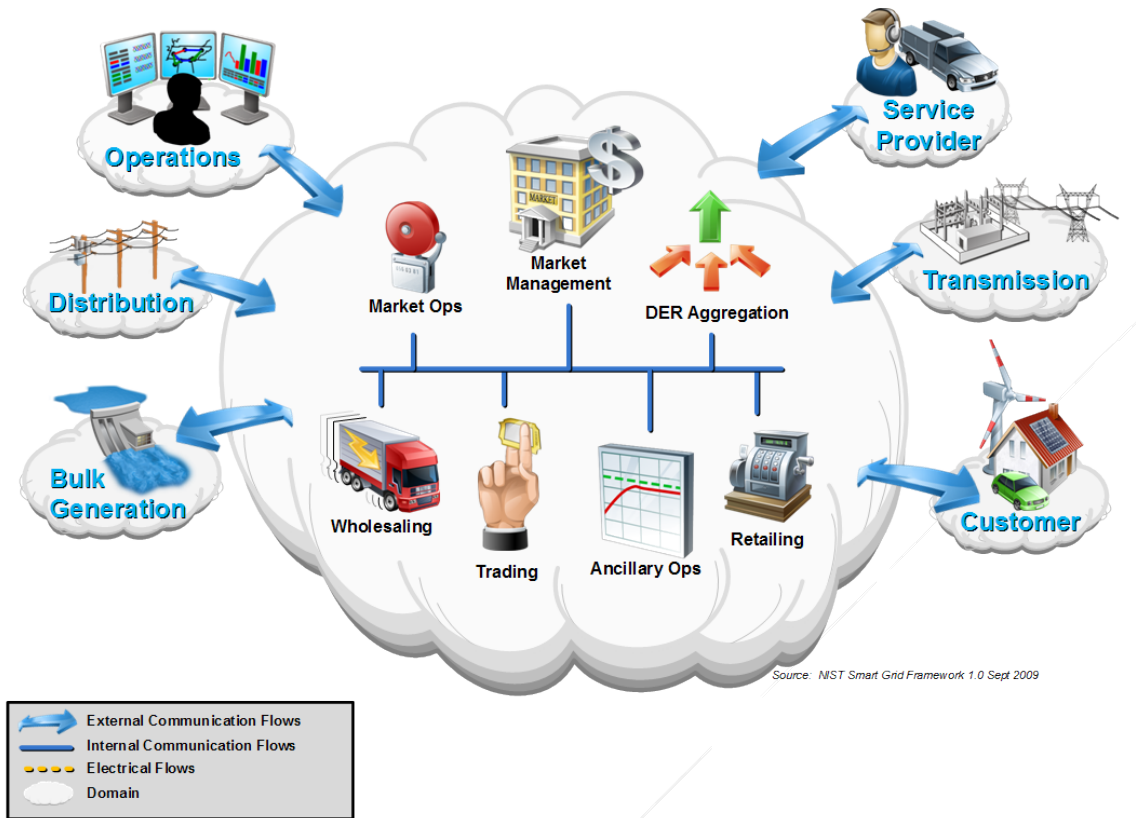 Operations
Service
Provider
MARKET
Market
Management
Market Ops
DER Aggregation
Distribution
Transmission
Bulk
Generation
Wholesaling
Trading
Ancillary Ops
Retailing
Customer
Source: NIST Smart Grid Framework 1.0 Sept 2009
External Communication Flows
Internal Communication Flows
Electrical Flows
Domain